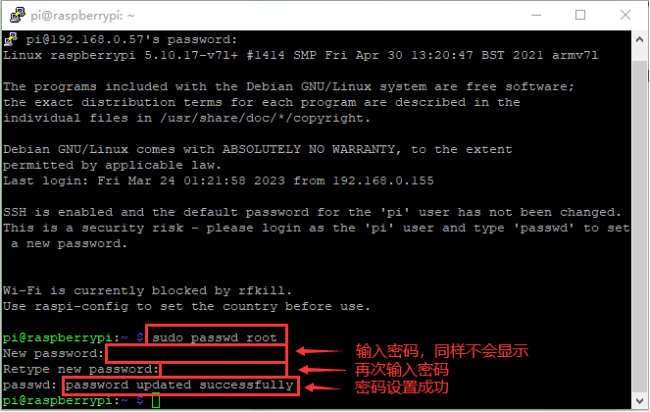 pi@raspberrypi: ~
pi@192.168.0.57's password:
Linux raspberrypi 5.10.17-v7l+ #1414 SMP Fri Apr 30 13:20:47 BST 2021 armv7l
The programs included with the Debian GNU/Linux system are free software;
the exact distribution terms for each program are described in the
individual files in /usr/share/doc/*/copyright.
Debian GNU/Linux comes with ABSOLUTELY NO WARRANTY, to the extent
permitted by applicable law.
Last login: Fri Mar 24 01:21:58 2023 from 192.168.0.155
SSH is enabled and the default password for the 'pi' user has not been changed.
This is a security risk - please login as the 'pi' user and type 'passwd' to set
a new password.
Wi-Fi is currently blocked by rfkill.
Use raspi-config to set the country before use.
pi@raspberrypi:~ $ sudo passwd root
New password: 输入密码，同样不会显示
Retype new password: 再次输入密码
passwd: password updated successfully 密码设置成功
pi@raspberrypi:~ $